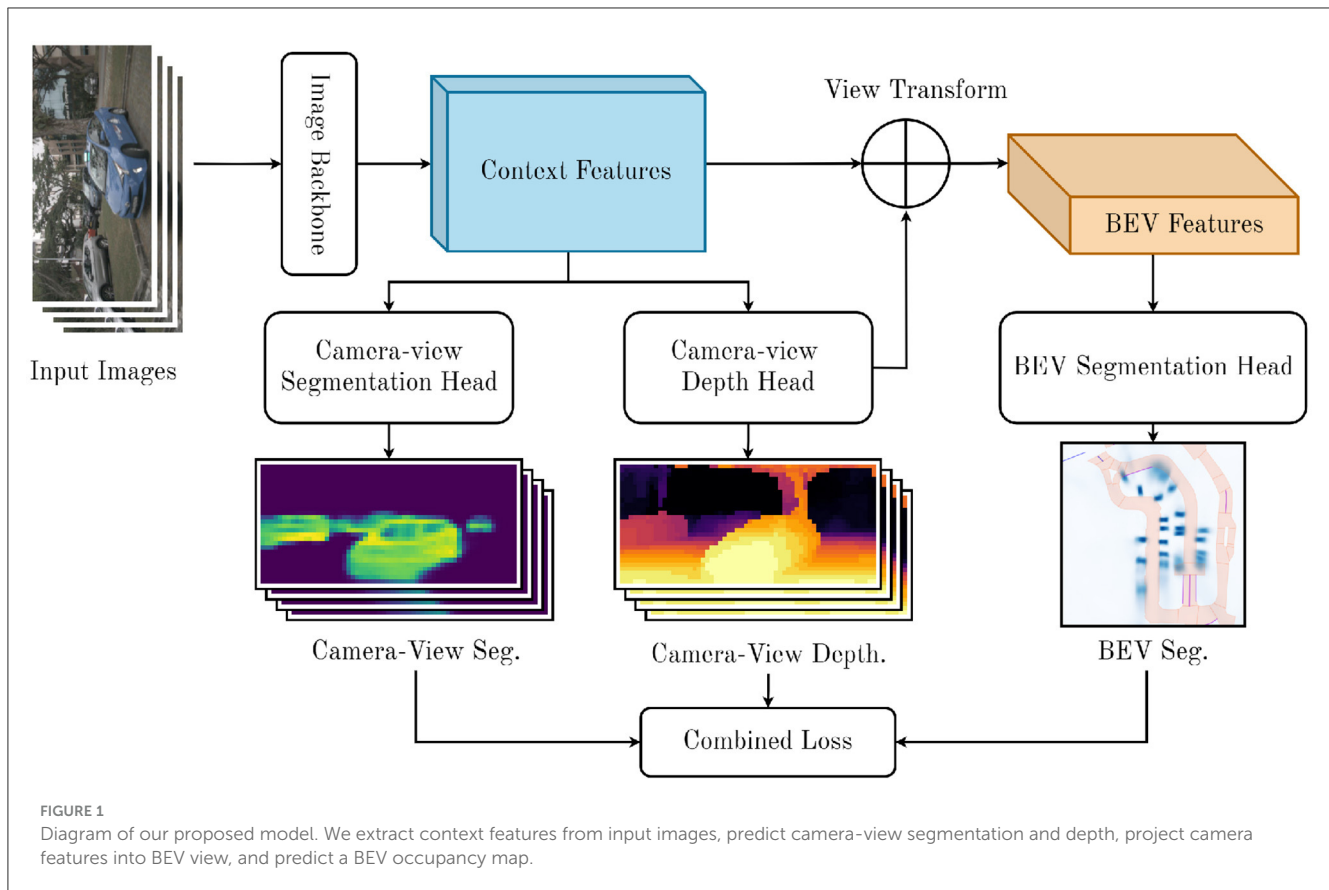 Input Images
Image Backbone
Context Features
View Transform
BEV Features
Camera-view
Segmentation Head
Camera-view
Depth Head
BEV Segmentation Head
Camera-View Seg.
Camera-View Depth.
BEV Seg.
Combined Loss
FIGURE 1
Diagram of our proposed model. We extract context features from input images, predict camera-view segmentation and depth, project camera
features into BEV view, and predict a BEV occupancy map.